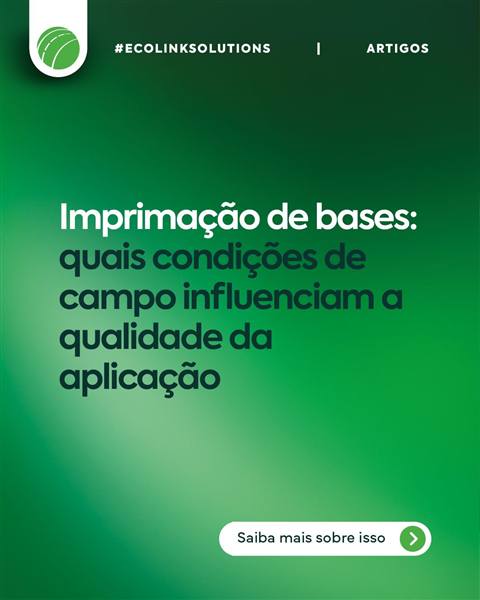 #ECOLINKSOLUTIONS | ARTIGOS
Imprimação de bases:
quais condições de
campo influenciam a
qualidade da
aplicação
Saiba mais sobre isso